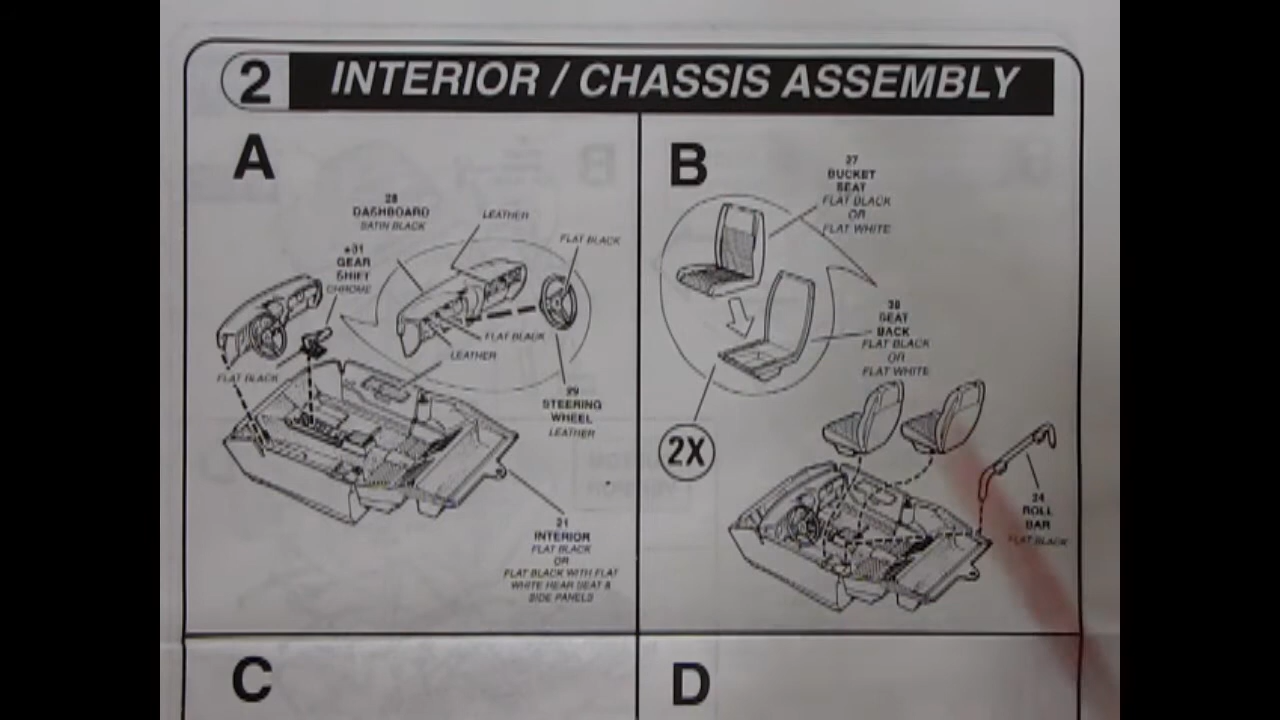 2 INTERIOR / CHASSIS ASSEMBLY
A
28
DASHBOARD
SATIN BLACK
LEATHER
FLAT BLACK
GEAR
SHIFT
CHROME
FLAT BLACK
LEATHER
FLAT BLACK
29
STEERING
WHEEL
LEATHER
21
INTERIOR
FLAT BLACK
OR
FLAT BLACK WITH FLAT
WHITE REAR SEAT &
SIDE PANELS
B
27
BUCKET
SEAT
FLAT BLACK
OR
FLAT WHITE
SEAT
BACK
FLAT BLACK
OR
FLAT WHITE
2X
24
ROLL
BAR
FLAT BLACK
C
D